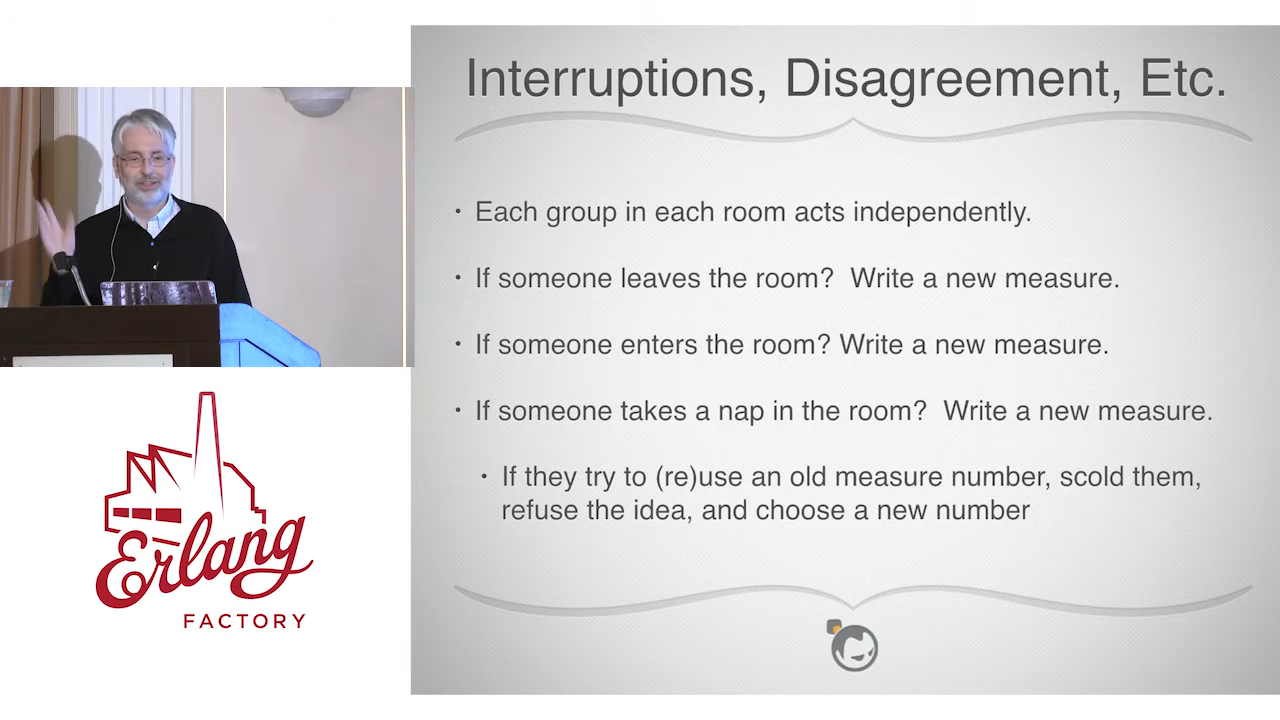 Interruptions, Disagreement, Etc.
• Each group in each room acts independently.
• If someone leaves the room?  Write a new measure.
• If someone enters the room? Write a new measure.
• If someone takes a nap in the room?  Write a new measure.
• If they try to (re)use an old measure number, scold them,
refuse the idea, and choose a new number
Erlang
FACTORY